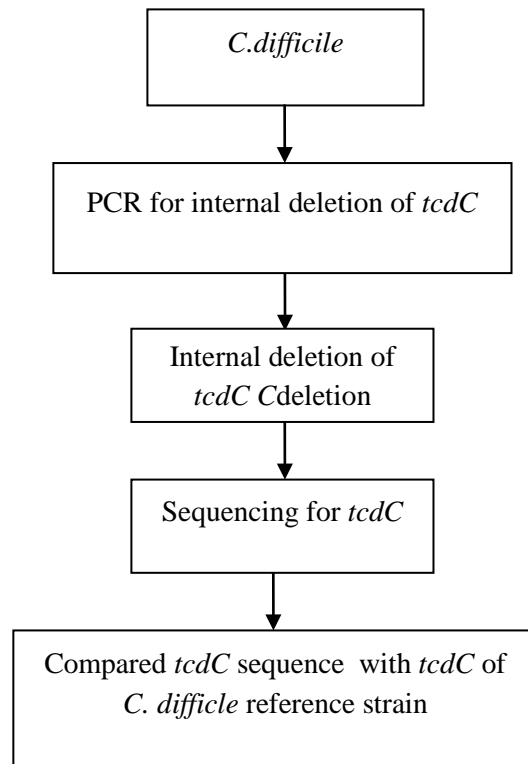 C.difficile
PCR for internal deletion of tcdC
Internal deletion of
tcdC Cdeletion
Sequencing for tcdC
Compared tcdC sequence with tcdC of
C. difficle reference strain